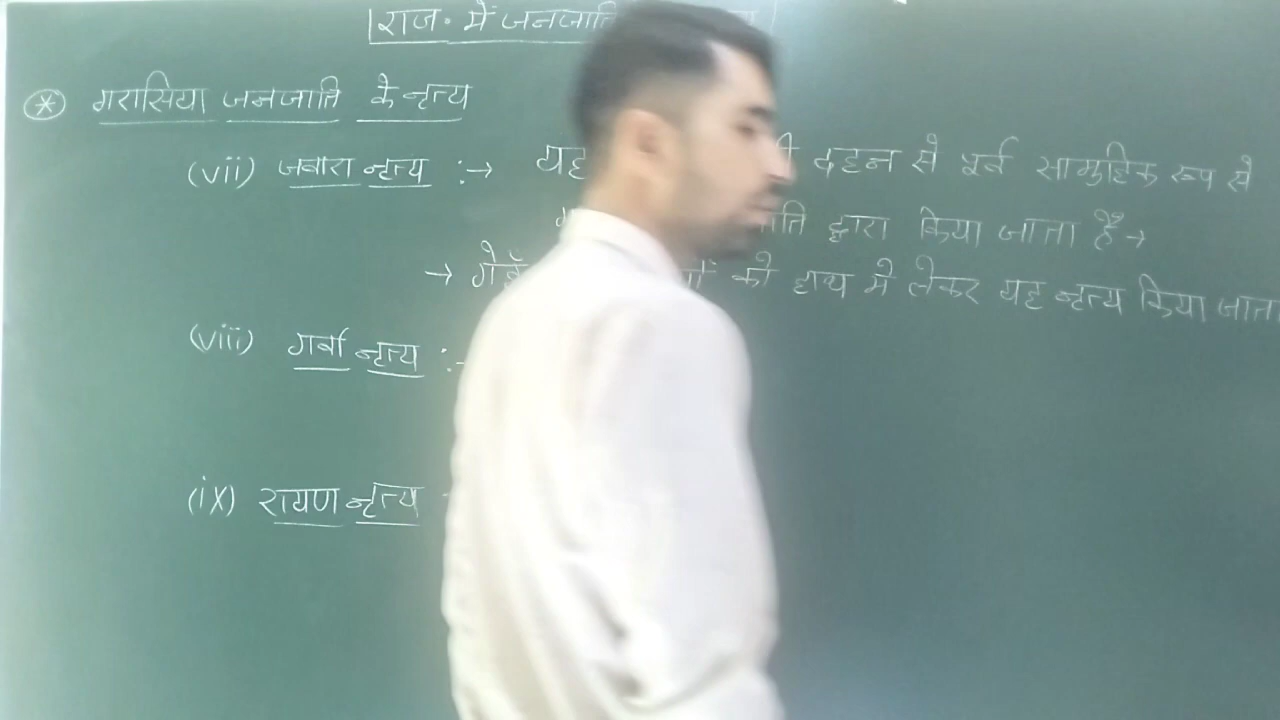 राज. में जनजाति
* गरासिया जनजाति के नृत्य
(vii) जवारा नृत्य :→ यह दहन से पूर्व सामुहिक रूप से
द्वारा किया जाता हैं →
→ को हाथ में लेकर यह नृत्य किया जाता
(viii) गर्वा नृत्य :-
(ix) रायण नृत्य